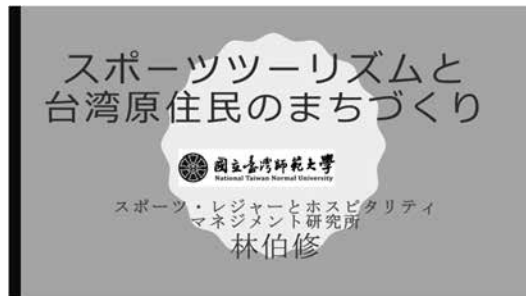 スポーツツーリズムと
台湾原住民のまちづくり
國立臺灣師範大學
National Taiwan Normal University
スポーツ・レジャーとホスピタリティ
マネジメント研究所
林伯修